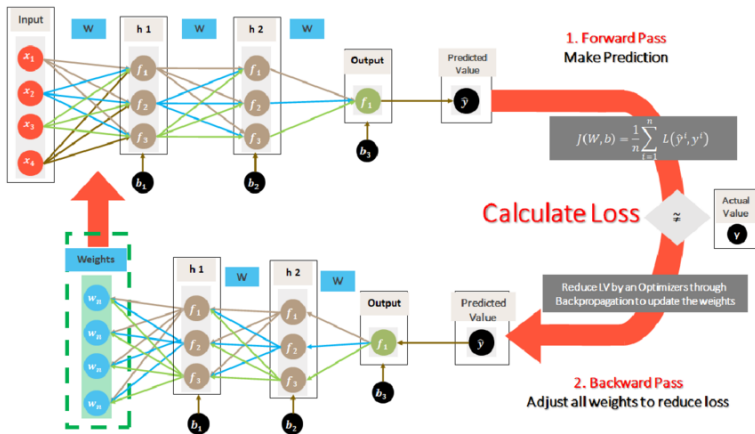 Input
W
h 1
W
h 2
W
Output
Predicted
Value
x₁
x₂
x₃
x₄
f₁
f₂
f₃
f₁
f₂
f₃
f₁
ŷ
b₁
b₂
b₃
1. Forward Pass
Make Prediction
J(W, b) = 1/n ∑ⁿᵢ₌₁ L(ŷⁱ, yⁱ)
Calculate Loss
≆
Actual
Value
y
Reduce LV by an Optimizers through
Backpropagation to update the weights
2. Backward Pass
Adjust all weights to reduce loss
Weights
h 1
W
h 2
W
Output
Predicted
Value
wₙ
wₙ
wₙ
wₙ
f₁
f₂
f₃
f₁
f₂
f₃
f₁
ŷ
b₁
b₂
b₃